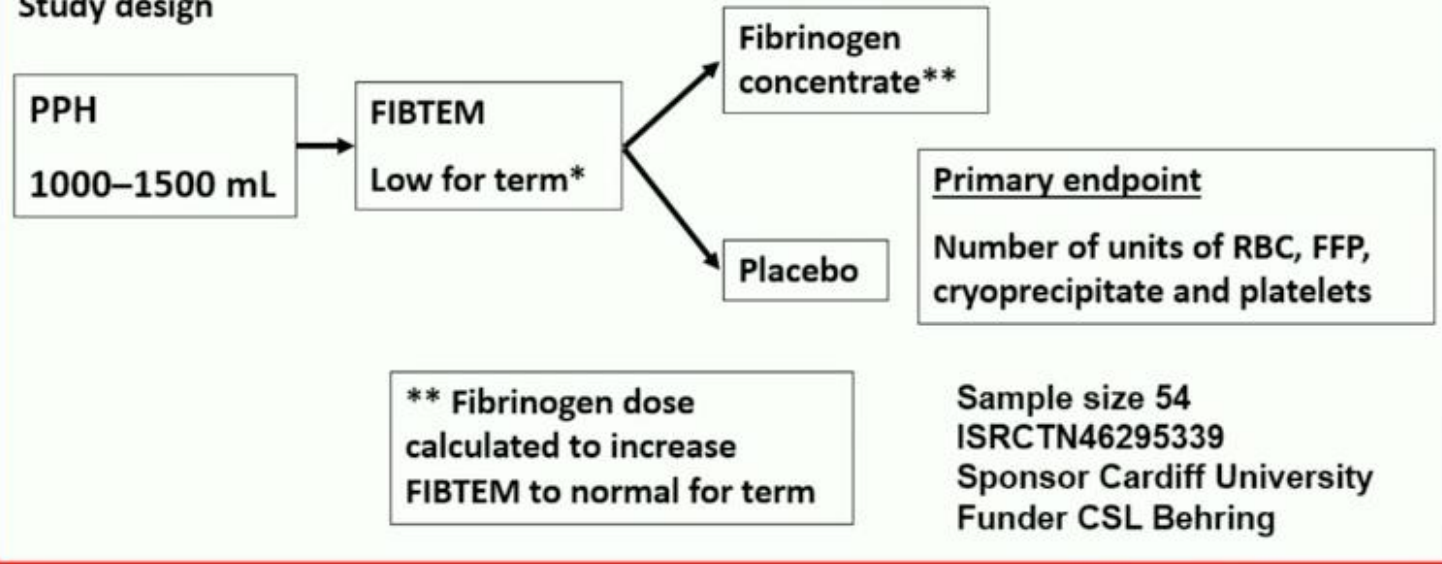 Study design
PPH
1000–1500 mL
FIBTEM
Low for term*
Fibrinogen
concentrate**
Placebo
Primary endpoint
Number of units of RBC, FFP,
cryoprecipitate and platelets
** Fibrinogen dose
calculated to increase
FIBTEM to normal for term
Sample size 54
ISRCTN46295339
Sponsor Cardiff University
Funder CSL Behring